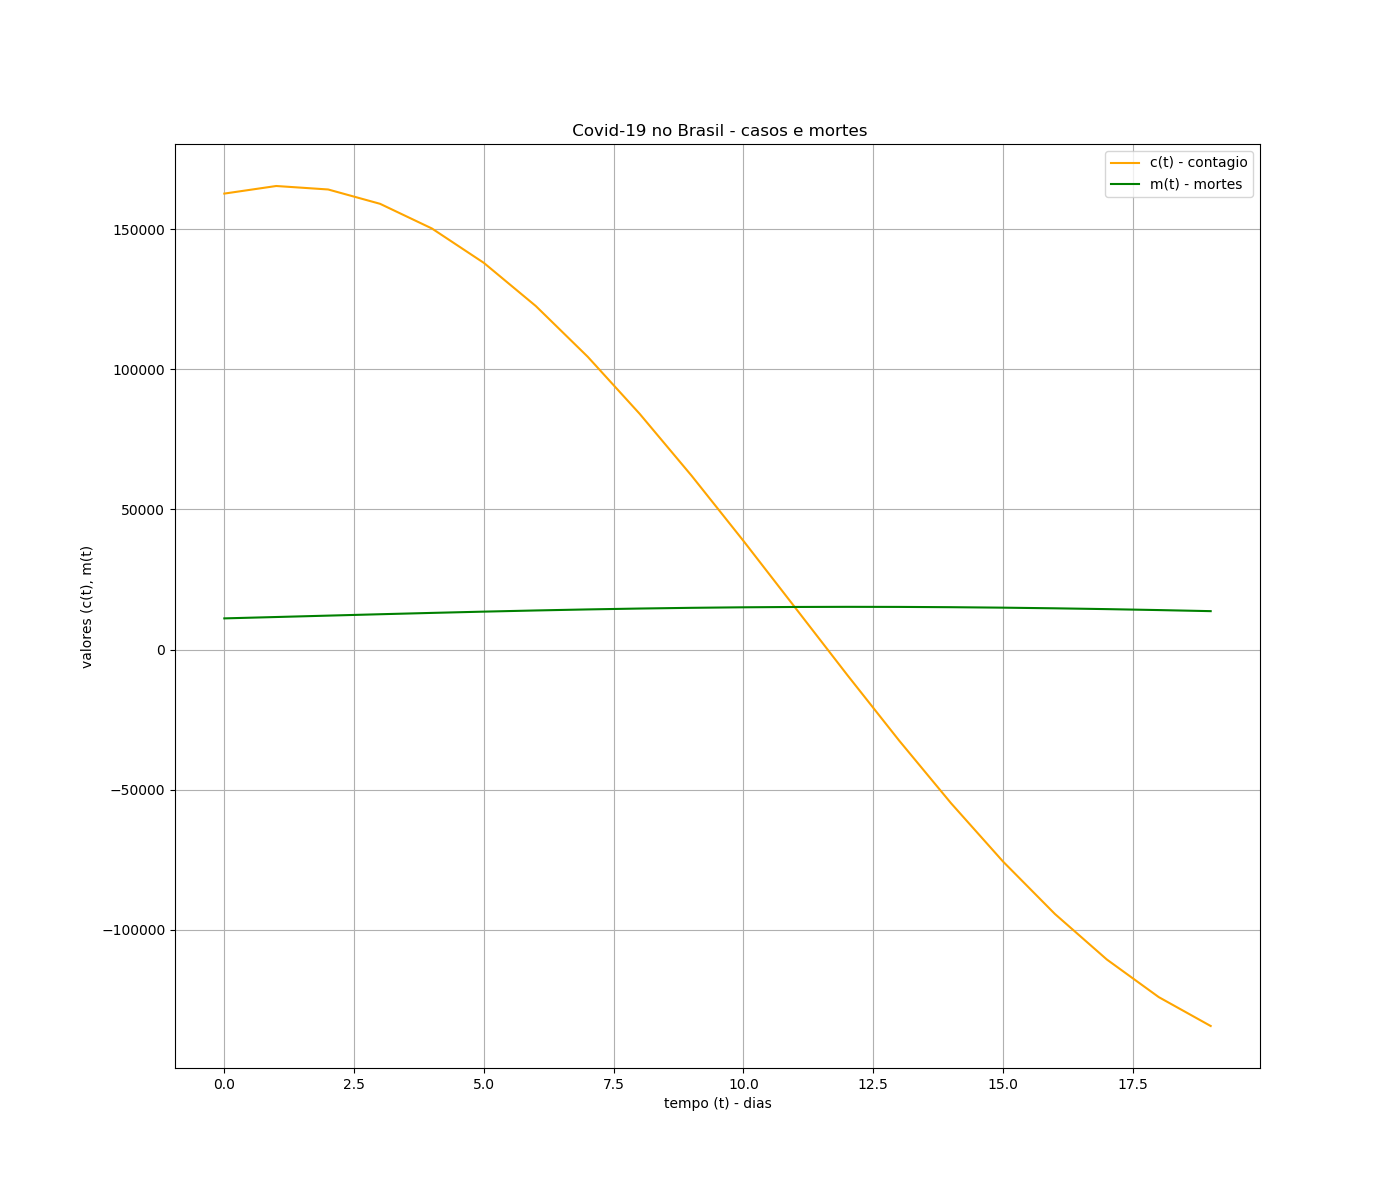 Covid-19 no Brasil - casos e mortes
c(t) - contagio
m(t) - mortes
150000
100000
50000
0
−50000
−100000
valores (c(t), m(t)
0.0 2.5 5.0 7.5 10.0 12.5 15.0 17.5
tempo (t) - dias